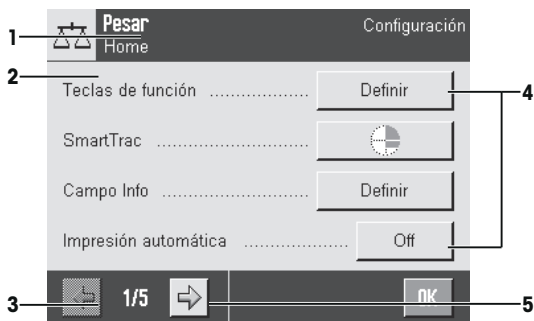 Pesar
Configuración
1
Home
2
Teclas de función ................... Definir
4
SmartTrac ............................
Campo Info ........................... Definir
Impresión automática .................... Off
3
1/5
OK
5